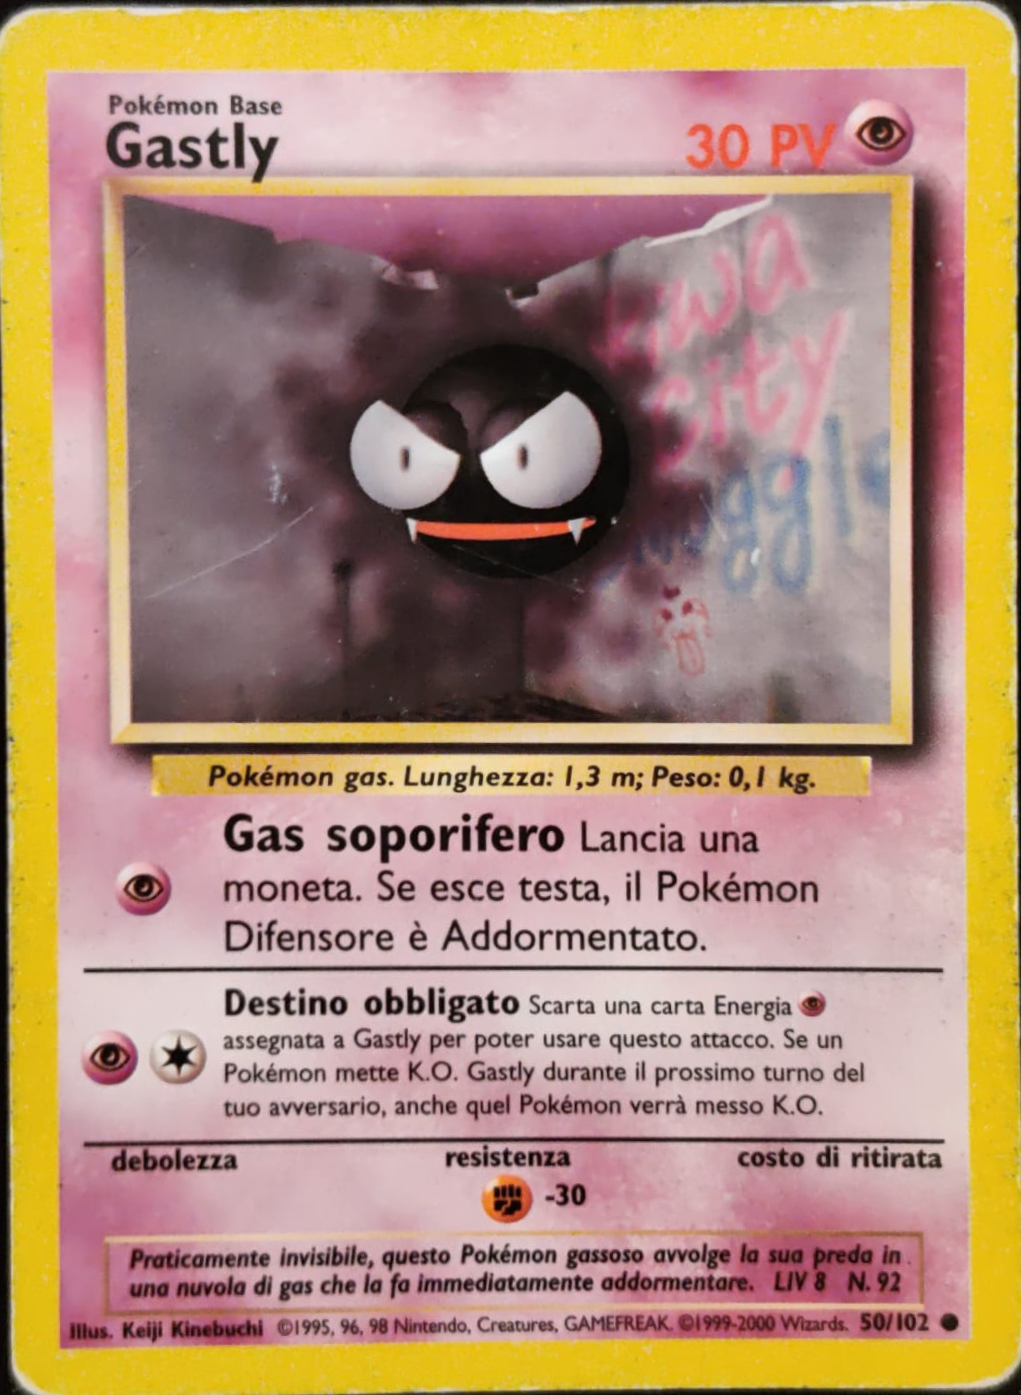 Pokémon Base
Gastly
30 PV
City
Pokémon gas. Lunghezza: 1,3 m; Peso: 0,1 kg.
Gas soporifero Lancia una
moneta. Se esce testa, il Pokémon
Difensore è Addormentato.
Destino obbligato Scarta una carta Energia
assegnata a Gastly per poter usare questo attacco. Se un
Pokémon mette K.O. Gastly durante il prossimo turno del
tuo avversario, anche quel Pokémon verrà messo K.O.
debolezza resistenza costo di ritirata
-30
Praticamente invisibile, questo Pokémon gassoso avvolge la sua preda in
una nuvola di gas che la fa immediatamente addormentare. LIV 8 N. 92
Illus. Keiji Kinebuchi ©1995, 96, 98 Nintendo, Creatures, GAMEFREAK. ©1999-2000 Wizards. 50/102